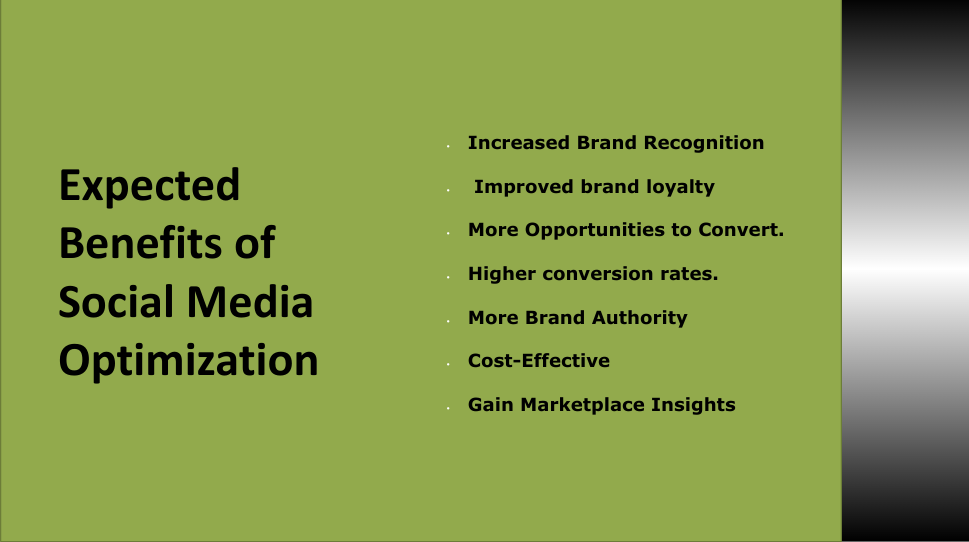 Expected
Benefits of
Social Media
Optimization
Increased Brand Recognition
Improved brand loyalty
More Opportunities to Convert.
Higher conversion rates.
More Brand Authority
Cost-Effective
Gain Marketplace Insights